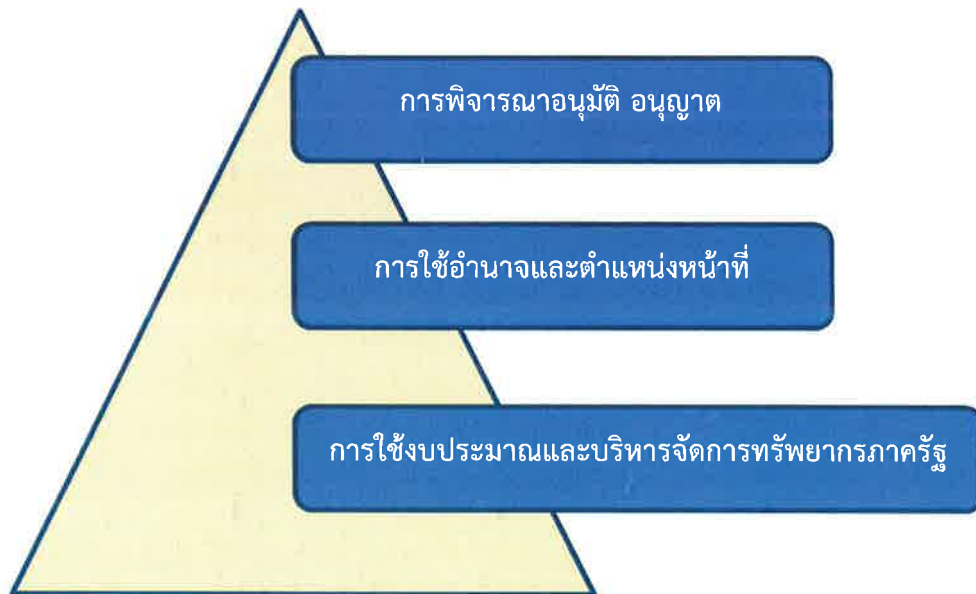 การพิจารณาอนุมัติ อนุญาต
การใช้อำนาจและตำแหน่งหน้าที่
การใช้งบประมาณและบริหารจัดการทรัพยากรภาครัฐ